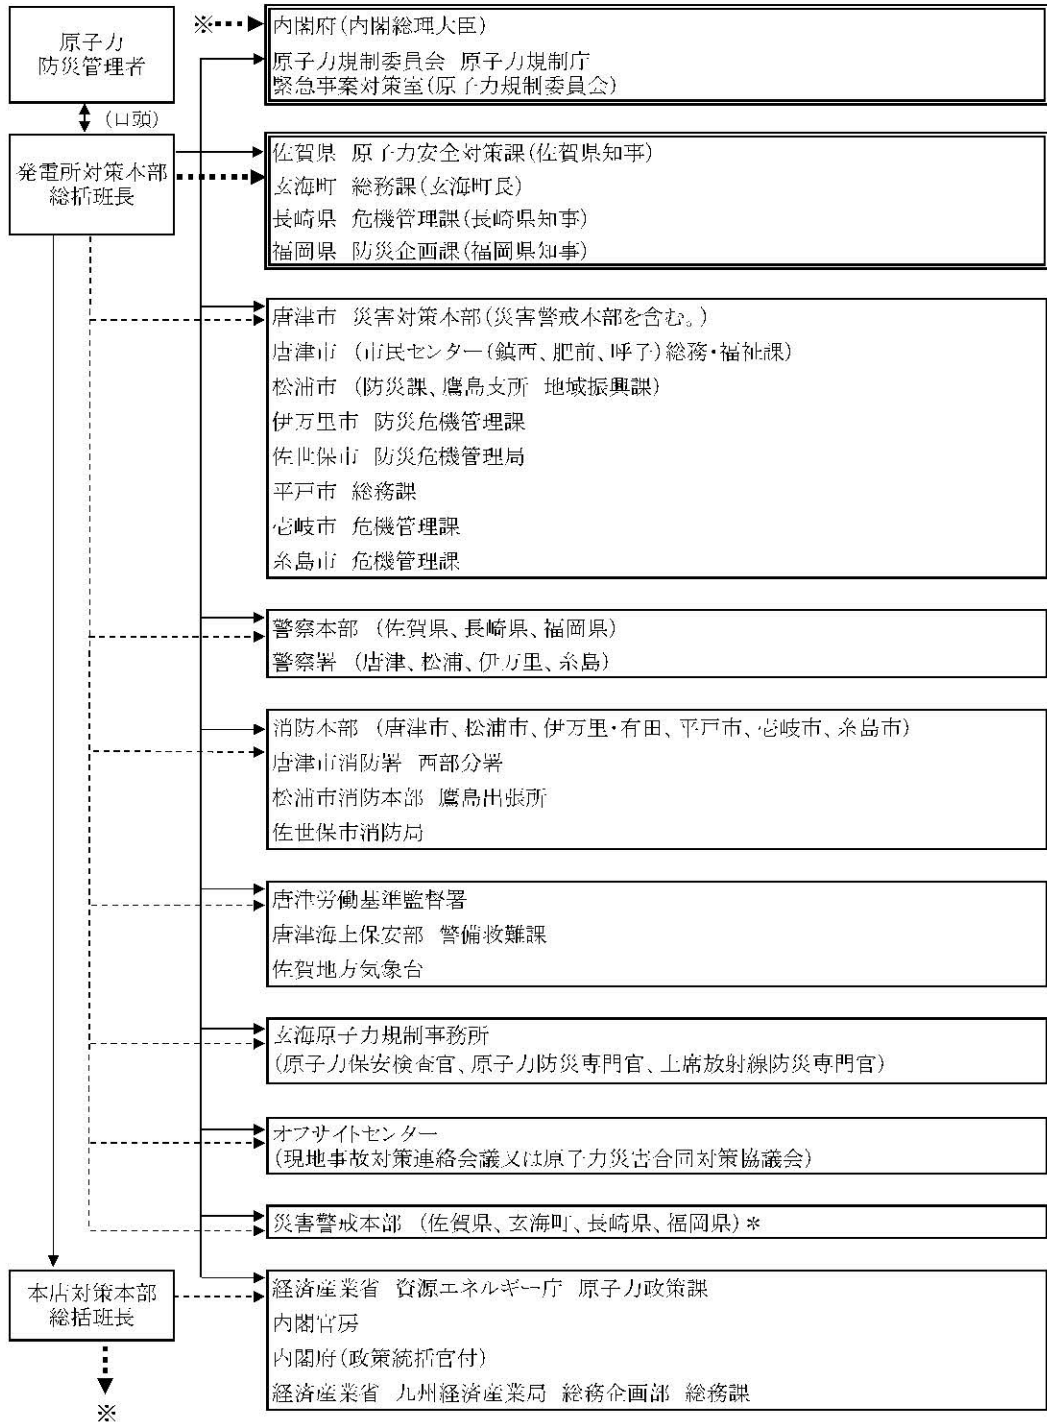 原子力
防災管理者
(口頭)
発電所対策本部
総括班長
本店対策本部
総括班長
※
※
内閣府(内閣総理大臣)
原子力規制委員会 原子力規制庁
緊急事案対策室(原子力規制委員会)
佐賀県 原子力安全対策課(佐賀県知事)
玄海町 総務課(玄海町長)
長崎県 危機管理課(長崎県知事)
福岡県 防災企画課(福岡県知事)
唐津市 災害対策本部(災害警戒本部を含む。)
唐津市 (市民センター(鎮西、肥前、呼子)総務・福祉課)
松浦市 (防災課、鷹島支所 地域振興課)
伊万里市 防災危機管理課
佐世保市 防災危機管理局
平戸市 総務課
壱岐市 危機管理課
糸島市 危機管理課
警察本部 (佐賀県、長崎県、福岡県)
警察署 (唐津、松浦、伊万里、糸島)
消防本部 (唐津市、松浦市、伊万里・有田、平戸市、壱岐市、糸島市)
唐津市消防署 西部分署
松浦市消防本部 鷹島出張所
佐世保市消防局
唐津労働基準監督署
唐津海上保安部 警備救難課
佐賀地方気象台
玄海原子力規制事務所
(原子力保安検査官、原子力防災専門官、上席放射線防災専門官)
オフサイトセンター
(現地事故対策連絡会議又は原子力災害合同対策協議会)
災害警戒本部 (佐賀県、玄海町、長崎県、福岡県)*
経済産業省 資源エネルギー庁 原子力政策課
内閣官房
内閣府(政策統括官付)
経済産業省 九州経済産業局 総務企画部 総務課